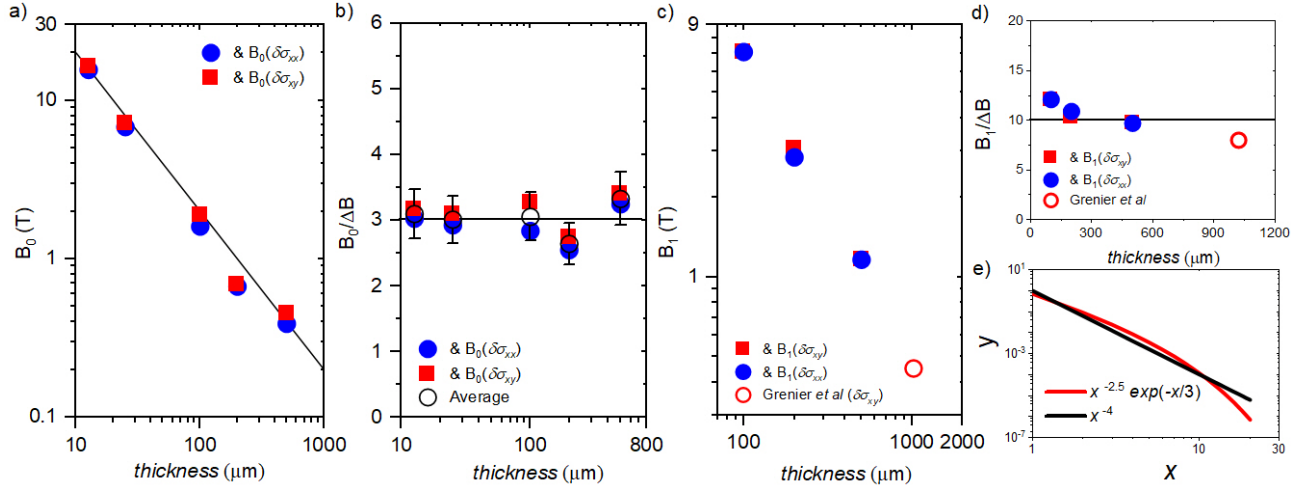 a)
B₀ (T)
30
10
1
0.1
10
100
1000
thickness (μm)
& B₀(δσxx)
& B₀(δσxy)
b)
B₀/ΔB
6
5
4
3
2
1
0
10
100
800
thickness (μm)
& B₀(δσxx)
& B₀(δσxy)
Average
c)
B₁ (T)
9
1
100
1000
2000
thickness (μm)
& B₁(δσxy)
& B₁(δσxx)
Grenier et al (δσxy)
d)
B₁/ΔB
20
15
10
5
0
0
300
600
900
1200
thickness (μm)
& B₁(δσxy)
& B₁(δσxx)
Grenier et al
e)
y
10¹
10⁻³
10⁻⁵
10⁻⁷
1
10
30
X
x⁻²·⁵ exp(-x/3)
x⁻⁴